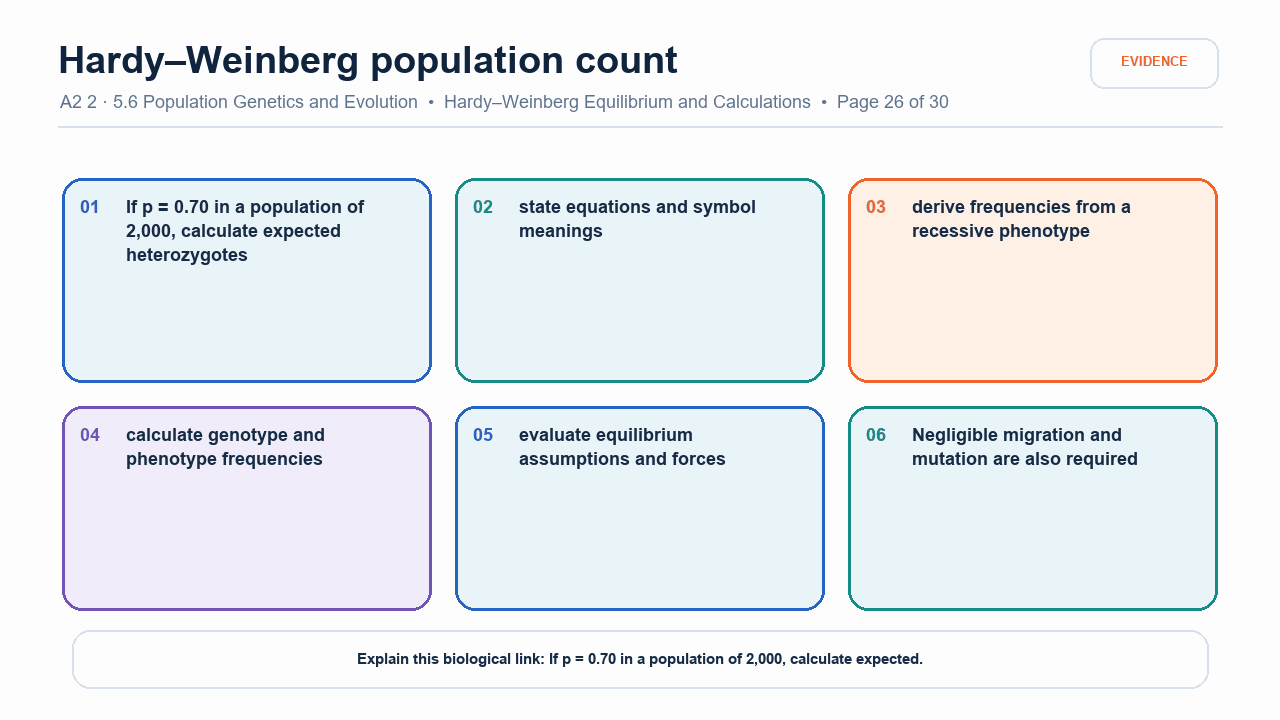 Hardy–Weinberg population count
EVIDENCE
A2 2 · 5.6 Population Genetics and Evolution • Hardy–Weinberg Equilibrium and Calculations • Page 26 of 30
01
If p = 0.70 in a population of
2,000, calculate expected
heterozygotes
02
state equations and symbol
meanings
03
derive frequencies from a
recessive phenotype
04
calculate genotype and
phenotype frequencies
05
evaluate equilibrium
assumptions and forces
06
Negligible migration and
mutation are also required
Explain this biological link: If p = 0.70 in a population of 2,000, calculate expected.